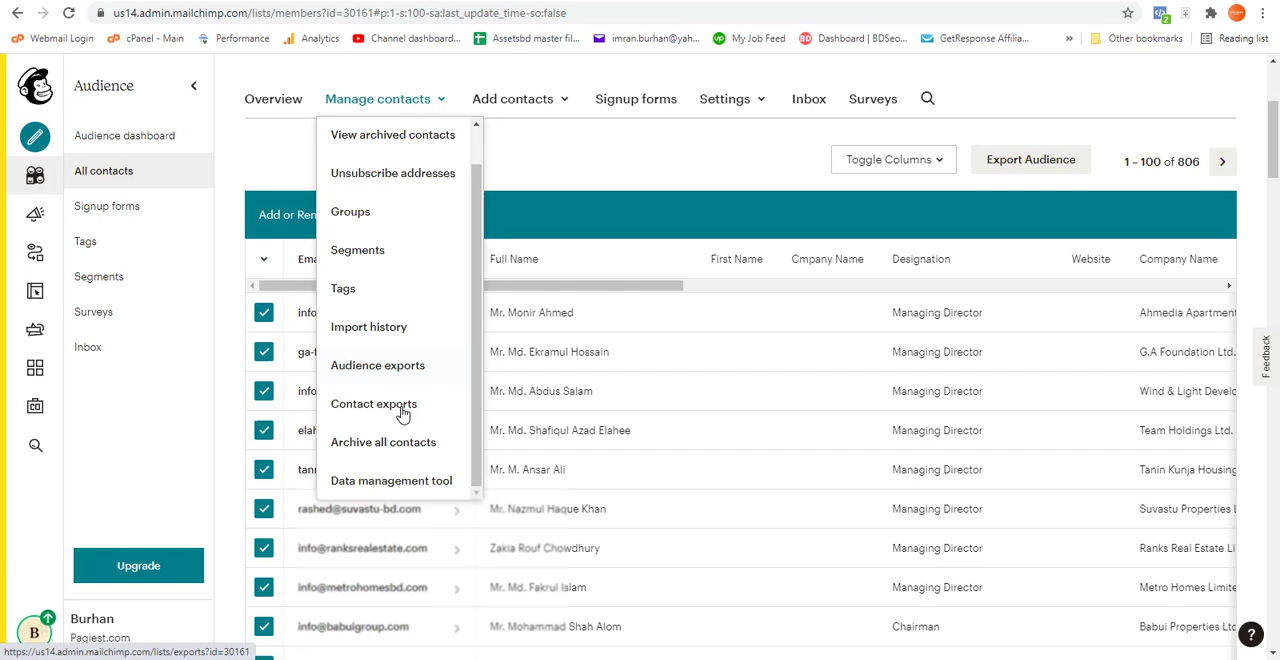 us14.admin.mailchimp.com/lists/members?id=30161#p:1-s:100-sa:last_update_time-so:false
2
Webmail Login
cPanel - Main
Performance
Analytics
Channel dashboard...
Assetsbd master fil...
imran.burhan@yah...
My Job Feed
Dashboard | BDSeo...
GetResponse Affilia...
»
Other bookmarks
Reading list
Audience
Audience dashboard
All contacts
Signup forms
Tags
Segments
Surveys
Inbox
Upgrade
B
Burhan
Pagiest.com
https://us14.admin.mailchimp.com/lists/exports?id=30161
Overview
Manage contacts
Add contacts
Signup forms
Settings
Inbox
Surveys
View archived contacts
Unsubscribe addresses
Groups
Segments
Tags
Import history
Audience exports
Contact exports
Archive all contacts
Data management tool
Toggle Columns
Export Audience
1 – 100 of 806
Add or Rem
Ema
Full Name
First Name
Cmpany Name
Designation
Website
Company Name
info
Mr. Monir Ahmed
Managing Director
Ahmedia Apartment
ga-f
Mr. Md. Ekramul Hossain
Managing Director
G.A Foundation Ltd.
info
Mr. Md. Abdus Salam
Managing Director
Wind & Light Develo
elah
Mr. Md. Shafiqul Azad Elahee
Managing Director
Team Holdings Ltd.
tann
Mr. M. Ansar Ali
Managing Director
Tanin Kunja Housing
rashed@suvastu-bd.com
Mr. Nazmul Haque Khan
Managing Director
Suvastu Properties L
info@ranksrealestate.com
Zakia Rouf Chowdhury
Managing Director
Ranks Real Estate Li
info@metrohomesbd.com
Mr. Md. Fakrul Islam
Managing Director
Metro Homes Limite
info@babuigroup.com
Mr. Mohammad Shah Alom
Chairman
Babui Properties Ltd
Feedback
?